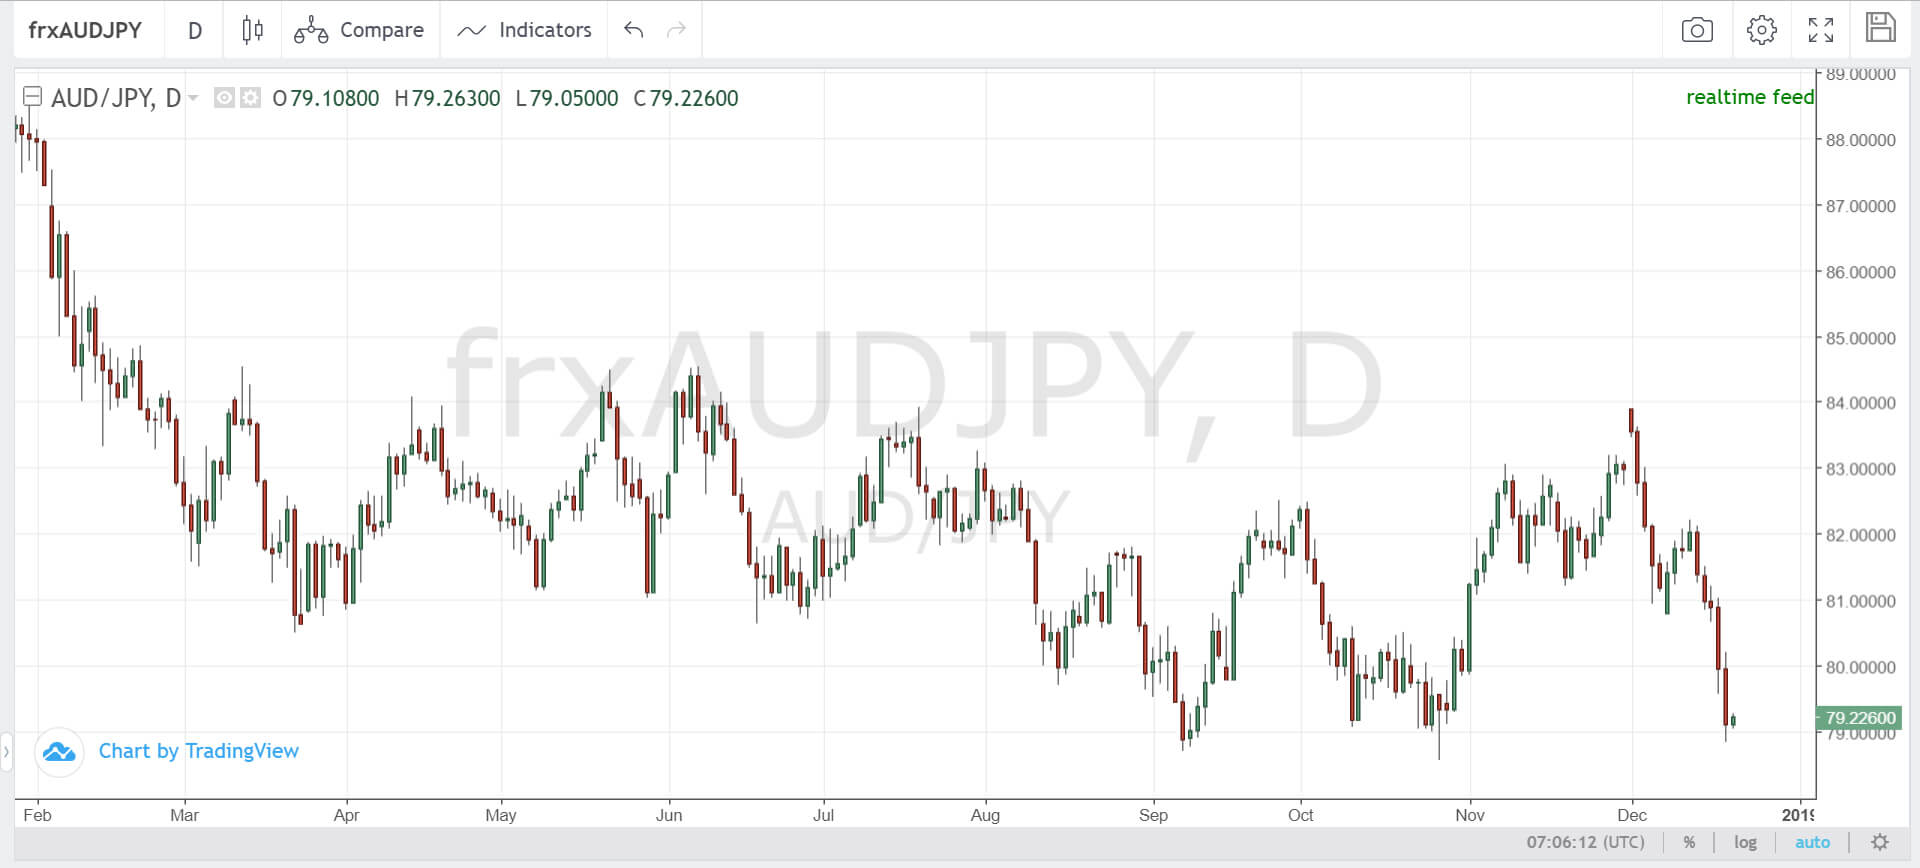 frxAUDJPY D Compare Indicators
AUD/JPY, D O79.10800 H79.26300 L79.05000 C79.22600
realtime feed
89.00000
88.00000
87.00000
86.00000
85.00000
84.00000
83.00000
82.00000
81.00000
80.00000
79.22600
79.00000
frxAUDJPY, D
AUD/JPY
Chart by TradingView
Feb Mar Apr May Jun Jul Aug Sep Oct Nov Dec 2019
07:06:12 (UTC) % log auto